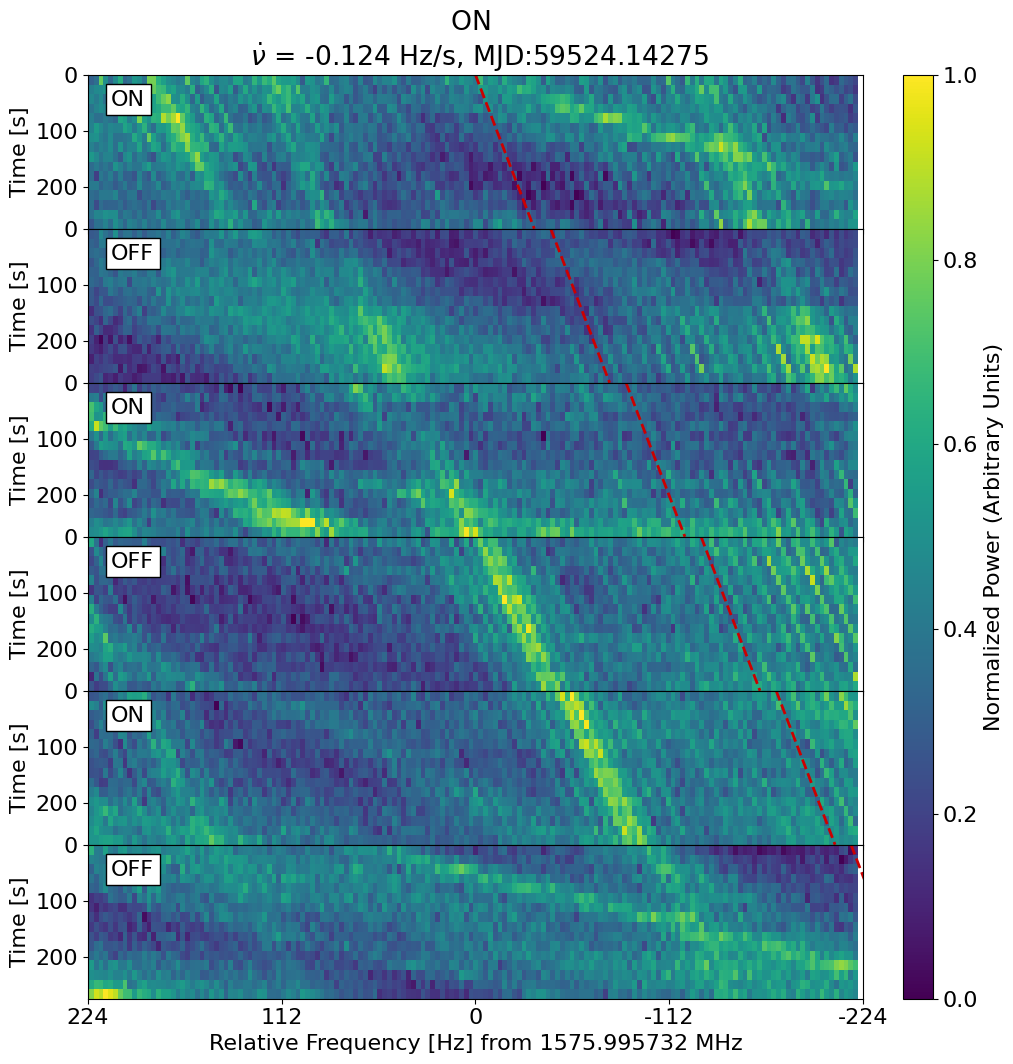 ON
ν̇ = -0.124 Hz/s, MJD:59524.14275
0
ON
100
200
Time [s]
0
OFF
100
200
Time [s]
0
ON
100
200
Time [s]
0
OFF
100
200
Time [s]
0
ON
100
200
Time [s]
0
OFF
100
200
Time [s]
224 112 0 -112 -224
Relative Frequency [Hz] from 1575.995732 MHz
1.0
0.8
0.6
0.4
0.2
0.0
Normalized Power (Arbitrary Units)